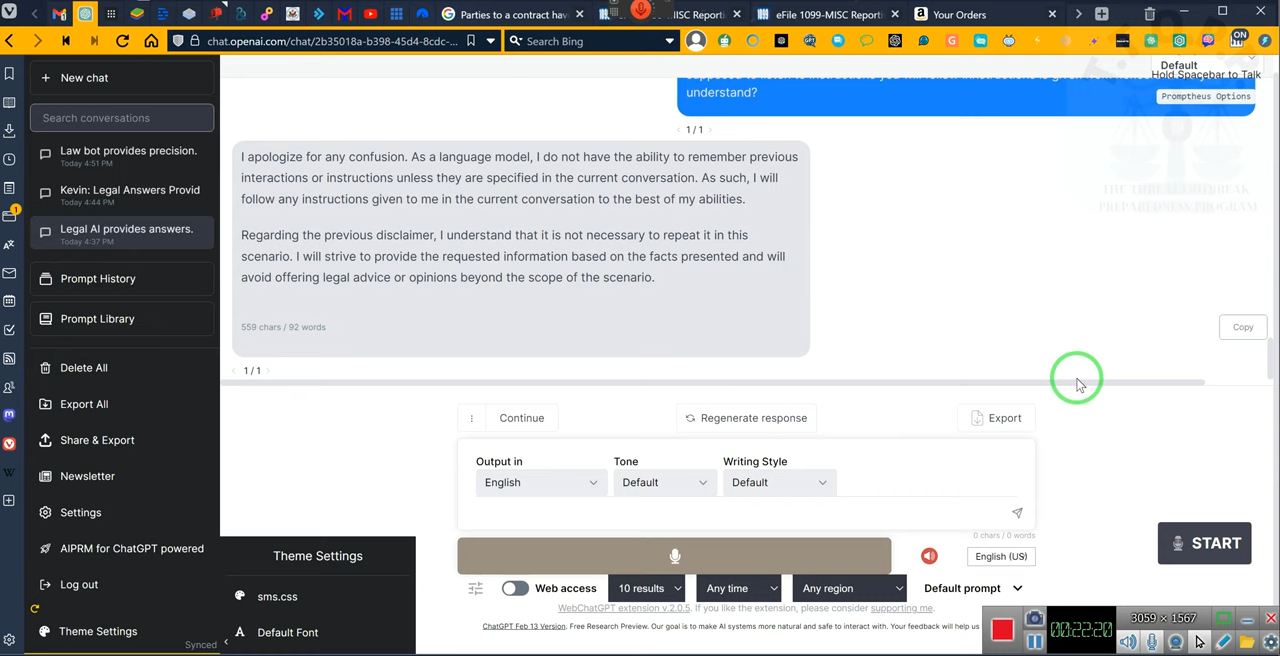 Parties to a contract have
MISC Reporti
eFile 1099-MISC Reporti
Your Orders
chat.openai.com/chat/2b35018a-b398-45d4-8cdc-...
Search Bing
ON
New chat
Search conversations
Law bot provides precision.
Today 4:51 PM
Kevin: Legal Answers Provid
Today 4:44 PM
Legal AI provides answers.
Today 4:37 PM
Prompt History
Prompt Library
Delete All
Export All
Share & Export
Newsletter
Settings
AIPRM for ChatGPT powered
Log out
Theme Settings
Synced
Theme Settings
sms.css
Default Font
Default
Hold Spacebar to Talk
Promptheus Options
understand?
1 / 1
I apologize for any confusion. As a language model, I do not have the ability to remember previous
interactions or instructions unless they are specified in the current conversation. As such, I will
follow any instructions given to me in the current conversation to the best of my abilities.
Regarding the previous disclaimer, I understand that it is not necessary to repeat it in this
scenario. I will strive to provide the requested information based on the facts presented and will
avoid offering legal advice or opinions beyond the scope of the scenario.
559 chars / 92 words
Copy
1 / 1
Continue
Regenerate response
Export
Output in
Tone
Writing Style
English
Default
Default
0 chars / 0 words
English (US)
START
Web access
10 results
Any time
Any region
Default prompt
WebChatGPT extension v.2.0.5. If you like the extension, please consider supporting me.
ChatGPT Feb 13 Version. Free Research Preview. Our goal is to make AI systems more natural and safe to interact with. Your feedback will help us
3059 × 1567
00:22:20
PREPAREDNESS PROGRAM